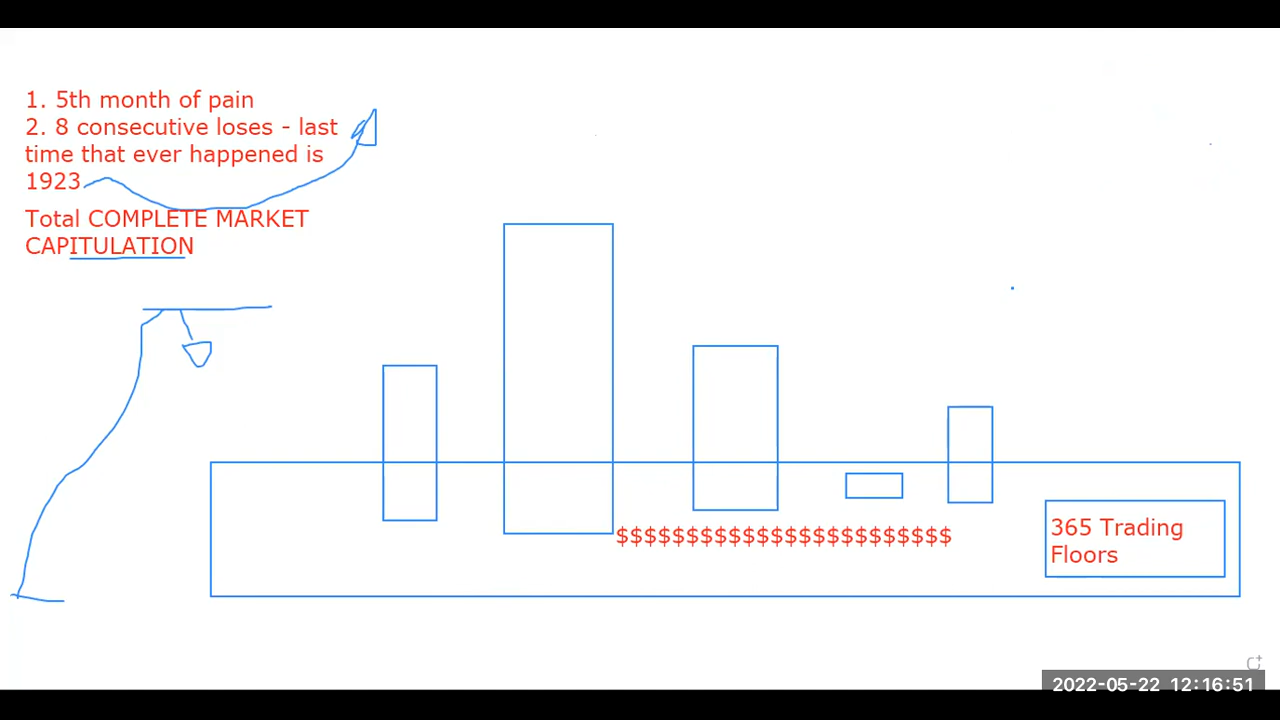 1. 5th month of pain
2. 8 consecutive loses - last
time that ever happened is
1923
Total COMPLETE MARKET
CAPITULATION
$$$$$$$$$$$$$$$$$$$$$$$$
365 Trading
Floors
2022-05-22 12:16:51